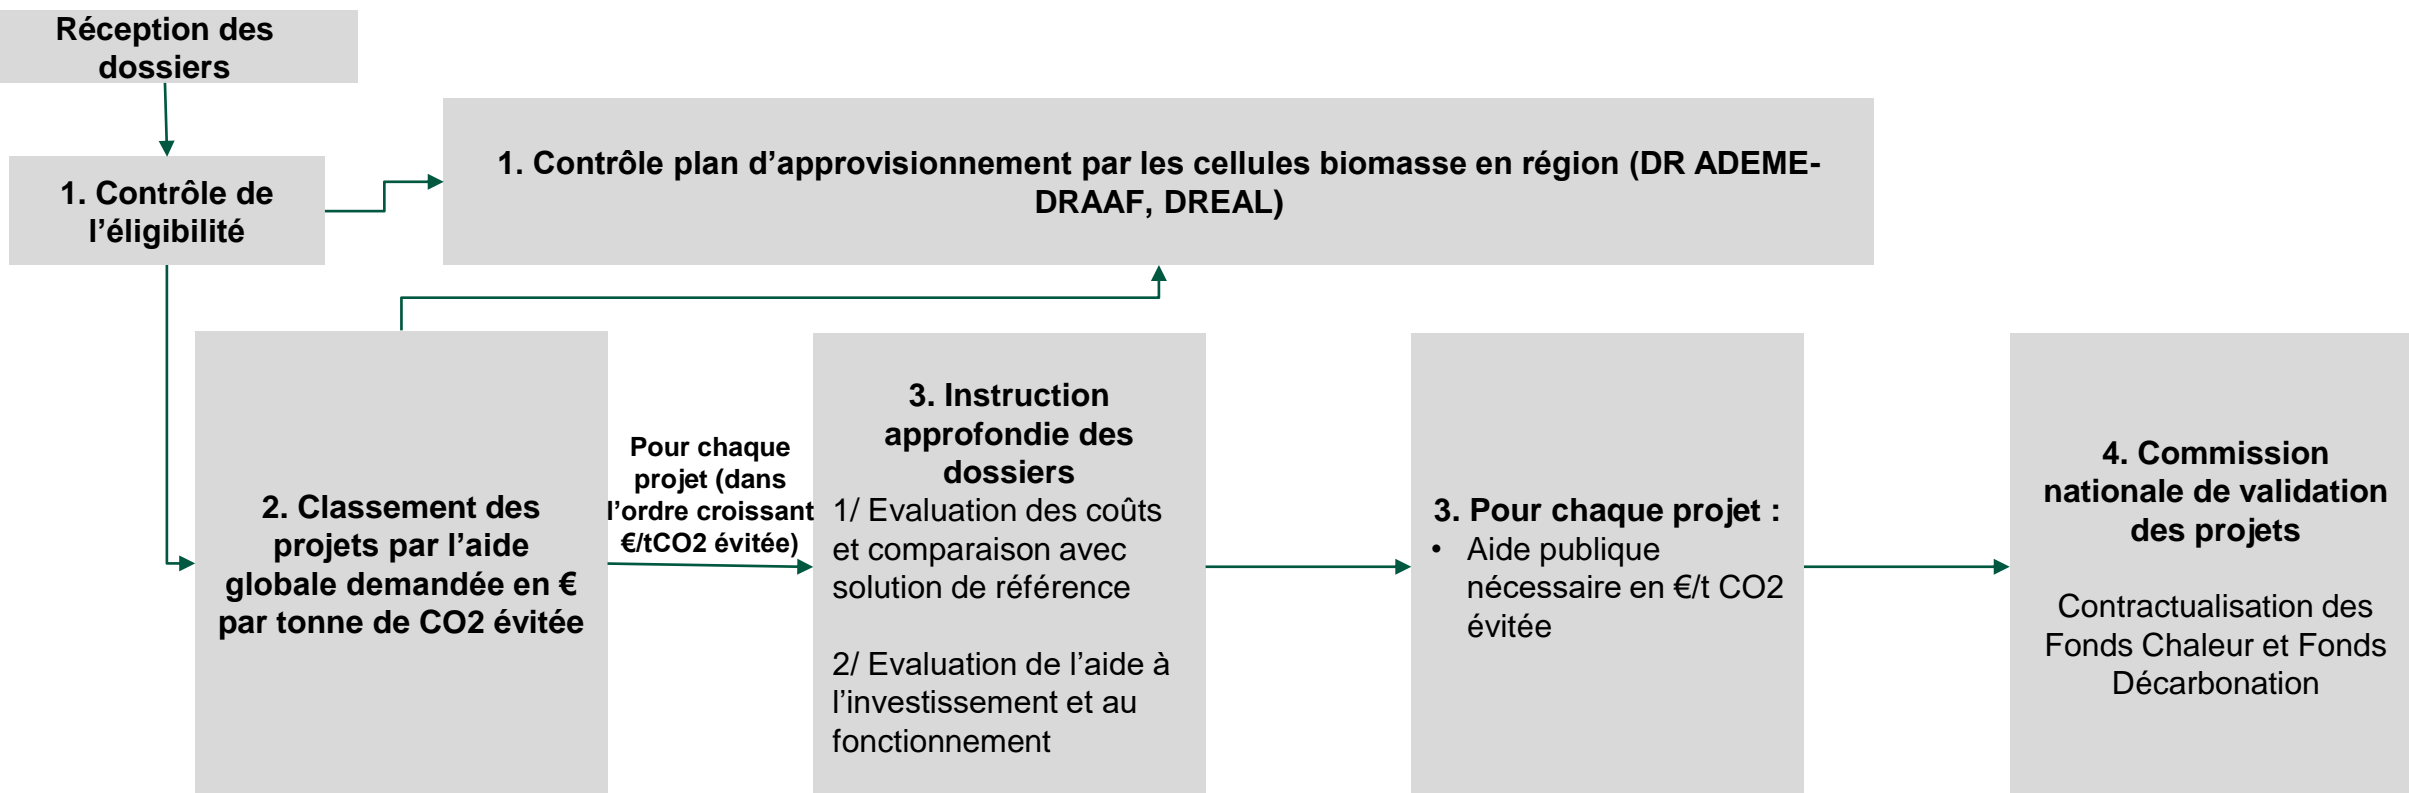 Réception des
dossiers
1. Contrôle plan d’approvisionnement par les cellules biomasse en région (DR ADEME-
DRAAF, DREAL)
1. Contrôle de
l’éligibilité
2. Classement des
projets par l’aide
globale demandée en €
par tonne de CO2 évitée
Pour chaque
projet (dans
l’ordre croissant
€/tCO2 évitée)
3. Instruction
approfondie des
dossiers
1/ Evaluation des coûts
et comparaison avec
solution de référence
2/ Evaluation de l’aide à
l’investissement et au
fonctionnement
3. Pour chaque projet :
• Aide publique
nécessaire en €/t CO2
évitée
4. Commission
nationale de validation
des projets
Contractualisation des
Fonds Chaleur et Fonds
Décarbonation